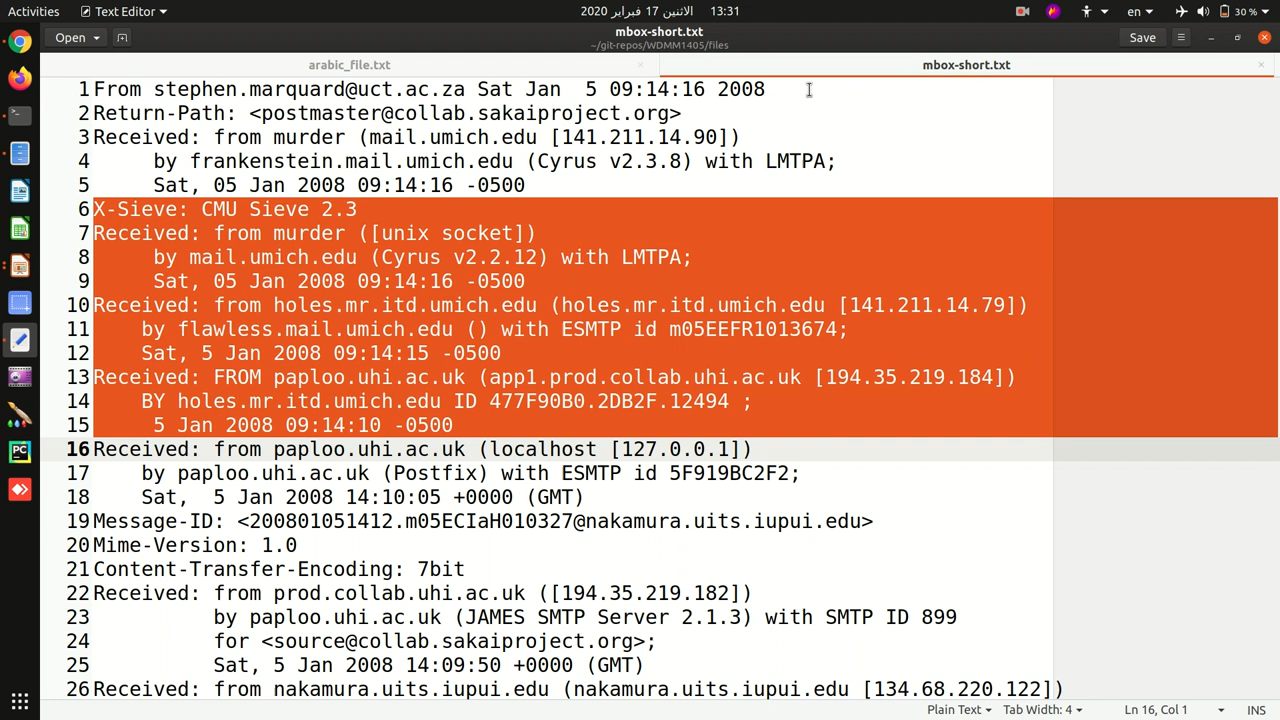 Activities
Text Editor
الاثنين 17 فبراير 2020 13:31
en
30 %
Open
mbox-short.txt
~/git-repos/WDMM1405/files
Save
arabic_file.txt
mbox-short.txt
1 From stephen.marquard@uct.ac.za Sat Jan  5 09:14:16 2008
2 Return-Path: <postmaster@collab.sakaiproject.org>
3 Received: from murder (mail.umich.edu [141.211.14.90])
4      by frankenstein.mail.umich.edu (Cyrus v2.3.8) with LMTPA;
5      Sat, 05 Jan 2008 09:14:16 -0500
6 X-Sieve: CMU Sieve 2.3
7 Received: from murder ([unix socket])
8      by mail.umich.edu (Cyrus v2.2.12) with LMTPA;
9      Sat, 05 Jan 2008 09:14:16 -0500
10 Received: from holes.mr.itd.umich.edu (holes.mr.itd.umich.edu [141.211.14.79])
11     by flawless.mail.umich.edu () with ESMTP id m05EEFR1013674;
12     Sat, 5 Jan 2008 09:14:15 -0500
13 Received: FROM paploo.uhi.ac.uk (app1.prod.collab.uhi.ac.uk [194.35.219.184])
14     BY holes.mr.itd.umich.edu ID 477F90B0.2DB2F.12494 ;
15      5 Jan 2008 09:14:10 -0500
16 Received: from paploo.uhi.ac.uk (localhost [127.0.0.1])
17     by paploo.uhi.ac.uk (Postfix) with ESMTP id 5F919BC2F2;
18     Sat,  5 Jan 2008 14:10:05 +0000 (GMT)
19 Message-ID: <200801051412.m05ECIaH010327@nakamura.uits.iupui.edu>
20 Mime-Version: 1.0
21 Content-Transfer-Encoding: 7bit
22 Received: from prod.collab.uhi.ac.uk ([194.35.219.182])
23           by paploo.uhi.ac.uk (JAMES SMTP Server 2.1.3) with SMTP ID 899
24           for <source@collab.sakaiproject.org>;
25           Sat, 5 Jan 2008 14:09:50 +0000 (GMT)
26 Received: from nakamura.uits.iupui.edu (nakamura.uits.iupui.edu [134.68.220.122])
Plain Text
Tab Width: 4
Ln 16, Col 1
INS
PC